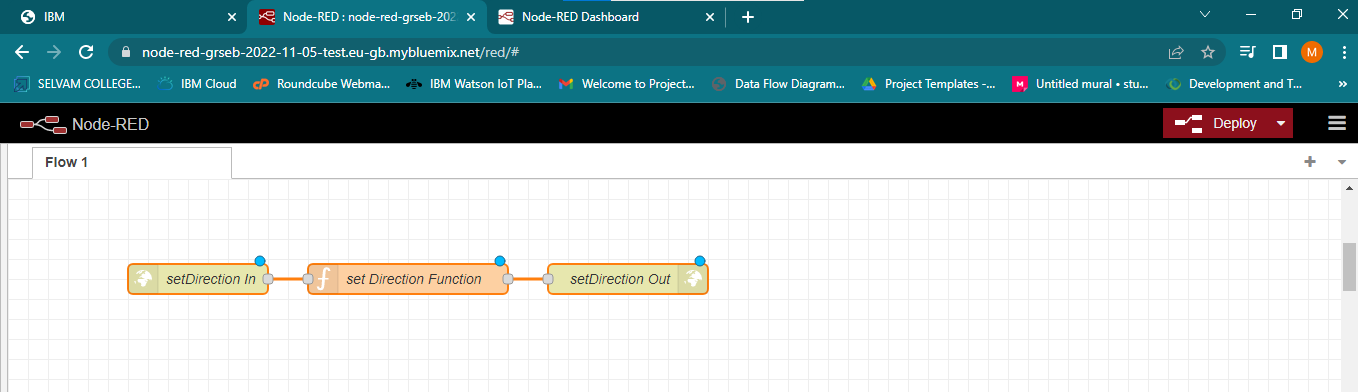 IBM
Node-RED : node-red-grseb-202
Node-RED Dashboard
node-red-grseb-2022-11-05-test.eu-gb.mybluemix.net/red/#
M
SELVAM COLLEGE...
IBM Cloud
Roundcube Webma...
IBM Watson IoT Pla...
Welcome to Project...
Data Flow Diagram...
Project Templates -...
Untitled mural • stu...
Development and T...
Node-RED
Deploy
Flow 1
setDirection In
set Direction Function
setDirection Out